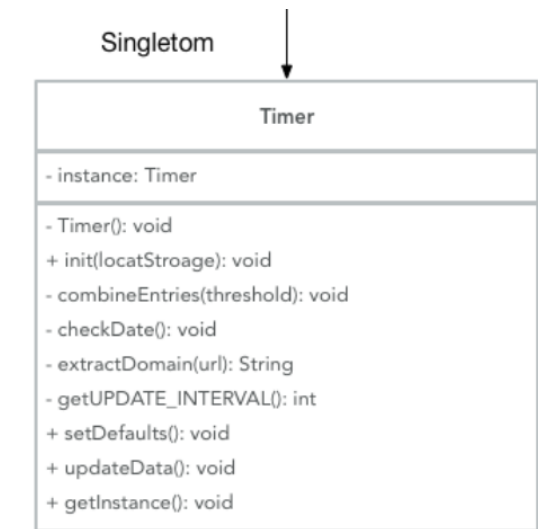 Singletom
Timer
- instance: Timer
- Timer(): void
+ init(locatStroage): void
- combineEntries(threshold): void
- checkDate(): void
- extractDomain(url): String
- getUPDATE_INTERVAL(): int
+ setDefaults(): void
+ updateData(): void
+ getInstance(): void